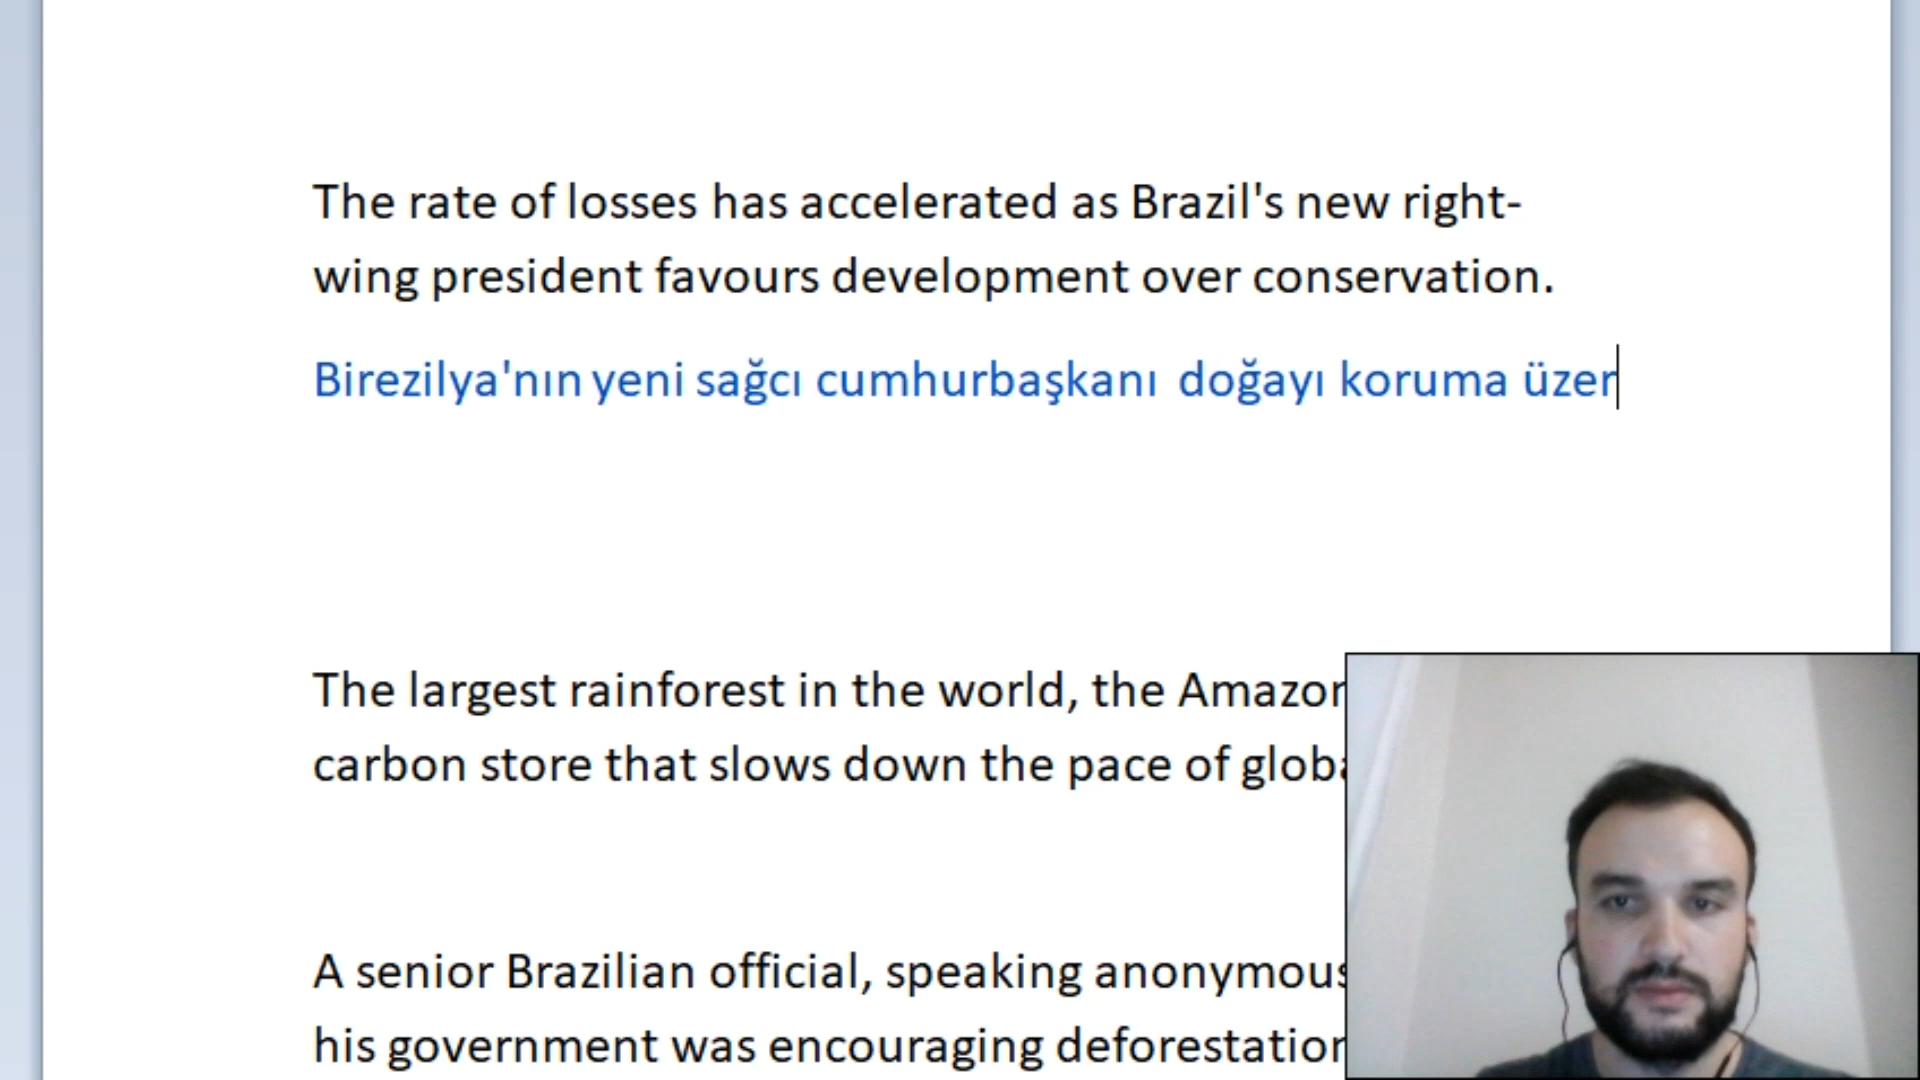 The rate of losses has accelerated as Brazil's new right-
wing president favours development over conservation.
Birezilya'nın yeni sağcı cumhurbaşkanı doğayı koruma üzer
The largest rainforest in the world, the Amazon
carbon store that slows down the pace of globa
A senior Brazilian official, speaking anonymous
his government was encouraging deforestation